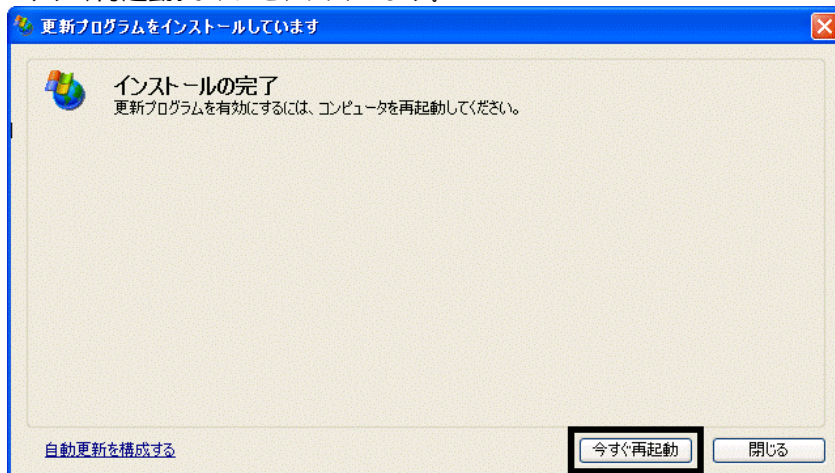 更新プログラムをインストールしています
インストールの完了
更新プログラムを有効にするには、コンピュータを再起動してください。
自動更新を構成する
今すぐ再起動
閉じる